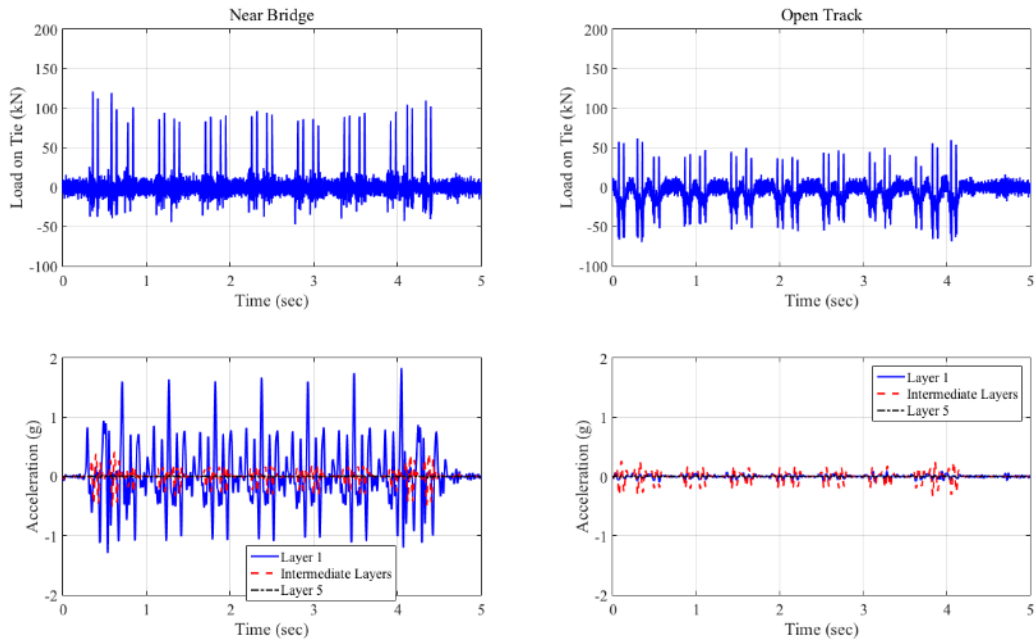 Near Bridge
200
150
100
50
0
-50
-100
Load on Tie (kN)
0 1 2 3 4 5
Time (sec)
Open Track
200
150
100
50
0
-50
-100
Load on Tie (kN)
0 1 2 3 4 5
Time (sec)
2
1
0
-1
-2
Acceleration (g)
Layer 1
Intermediate Layers
Layer 5
0 1 2 3 4 5
Time (sec)
2
1
0
-1
-2
Acceleration (g)
Layer 1
Intermediate Layers
Layer 5
0 1 2 3 4 5
Time (sec)